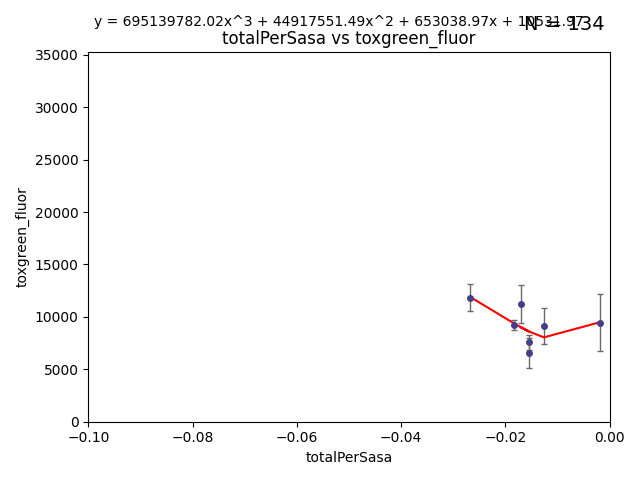 y = 695139782.02x^3 + 44917551.49x^2 + 653038.97x +
N = 134
totalPerSasa vs toxgreen_fluor
35000
30000
25000
20000
15000
10000
5000
0
toxgreen_fluor
−0.10 −0.08 −0.06 −0.04 −0.02 0.00
totalPerSasa